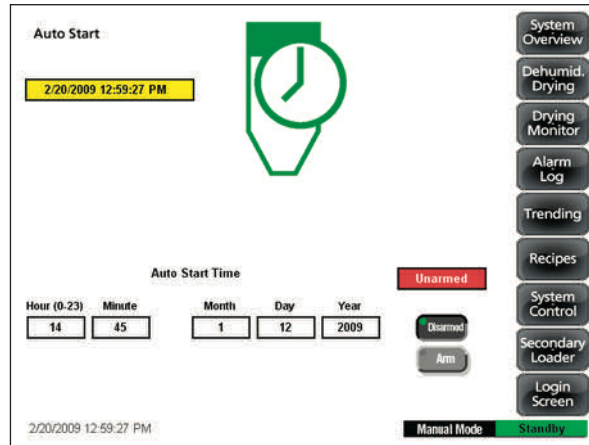 Auto Start
2/20/2009 12:59:27 PM
Auto Start Time
Unarmed
Hour (0-23) Minute Month Day Year
14 45 1 12 2009
Disarmed
Arm
2/20/2009 12:59:27 PM
Manual Mode Standby
System
Overview
Dehumid.
Drying
Drying
Monitor
Alarm
Log
Trending
Recipes
System
Control
Secondary
Loader
Login
Screen